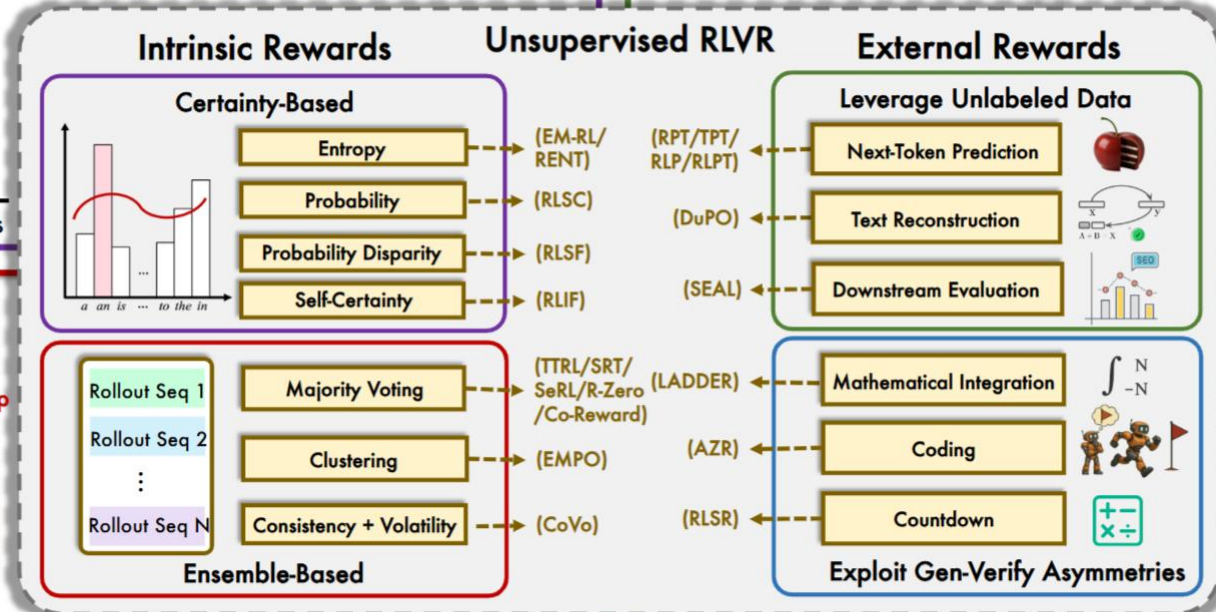 Unsupervised RLVR
Intrinsic Rewards
External Rewards
Certainty-Based
Entropy
(EM-RL/
RENT)
Probability
(RLSC)
Probability Disparity
(RLSF)
Self-Certainty
(RLIF)
...
a an is ... to the in
Leverage Unlabeled Data
(RPT/TPT/
RLP/RLPT)
Next-Token Prediction
(DuPO)
Text Reconstruction
x
y
A+B X
(SEAL)
Downstream Evaluation
SEO
s
p
Rollout Seq 1
Rollout Seq 2
⋮
Rollout Seq N
Majority Voting
(TTRL/SRT/
SeRL/R-Zero
/Co-Reward)
Clustering
(EMPO)
Consistency + Volatility
(CoVo)
Ensemble-Based
(LADDER)
Mathematical Integration
∫ N
-N
(AZR)
Coding
(RLSR)
Countdown
+ −
× ÷
Exploit Gen-Verify Asymmetries